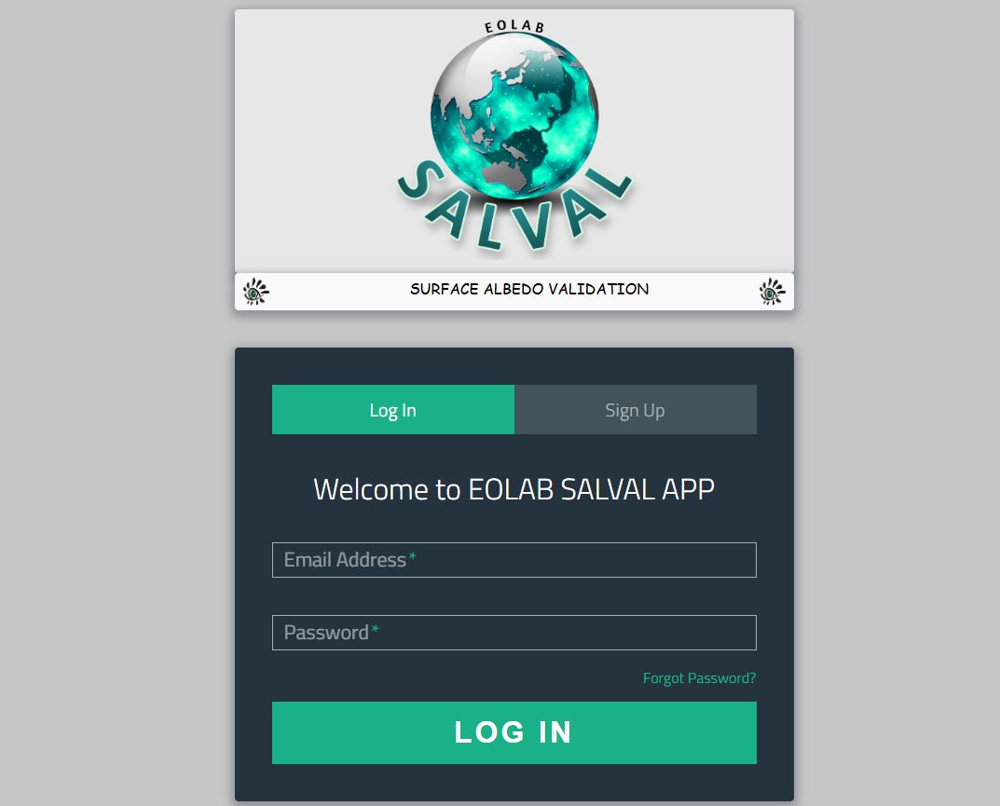 EOLAB
SALVAL
SURFACE ALBEDO VALIDATION
Log In
Sign Up
Welcome to EOLAB SALVAL APP
Email Address*
Password*
Forgot Password?
LOG IN